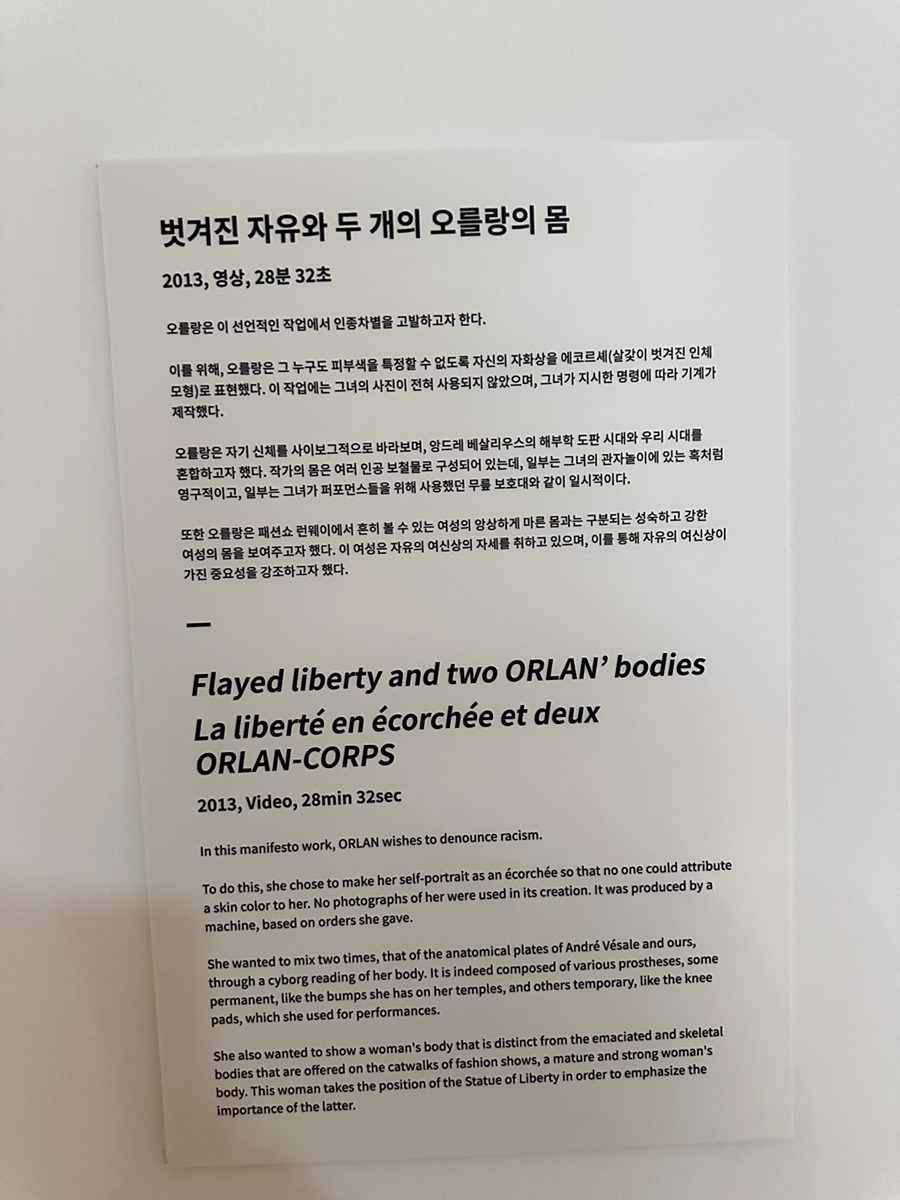 벗겨진 자유와 두 개의 오를랑의 몸
2013, 영상, 28분 32초
오를랑은 이 선언적인 작업에서 인종차별을 고발하고자 한다.
이를 위해, 오를랑은 그 누구도 피부색을 특정할 수 없도록 자신의 자화상을 에코르셰(살갗이 벗겨진 인체
모형)로 표현했다. 이 작업에는 그녀의 사진이 전혀 사용되지 않았으며, 그녀가 지시한 명령에 따라 기계가
제작했다.
오를랑은 자기 신체를 사이보그적으로 바라보며, 앙드레 베살리우스의 해부학 도판 시대와 우리 시대를
혼합하고자 했다. 작가의 몸은 여러 인공 보철물로 구성되어 있는데, 일부는 그녀의 관자놀이에 있는 혹처럼
영구적이고, 일부는 그녀가 퍼포먼스들을 위해 사용했던 무릎 보호대와 같이 일시적이다.
또한 오를랑은 패션쇼 런웨이에서 흔히 볼 수 있는 여성의 앙상하게 마른 몸과는 구분되는 성숙하고 강한
여성의 몸을 보여주고자 했다. 이 여성은 자유의 여신상의 자세를 취하고 있으며, 이를 통해 자유의 여신상이
가진 중요성을 강조하고자 했다.
—
Flayed liberty and two ORLAN’ bodies
La liberté en écorchée et deux
ORLAN-CORPS
2013, Video, 28min 32sec
In this manifesto work, ORLAN wishes to denounce racism.
To do this, she chose to make her self-portrait as an écorchée so that no one could attribute
a skin color to her. No photographs of her were used in its creation. It was produced by a
machine, based on orders she gave.
She wanted to mix two times, that of the anatomical plates of André Vésale and ours,
through a cyborg reading of her body. It is indeed composed of various prostheses, some
permanent, like the bumps she has on her temples, and others temporary, like the knee
pads, which she used for performances.
She also wanted to show a woman's body that is distinct from the emaciated and skeletal
bodies that are offered on the catwalks of fashion shows, a mature and strong woman's
body. This woman takes the position of the Statue of Liberty in order to emphasize the
importance of the latter.